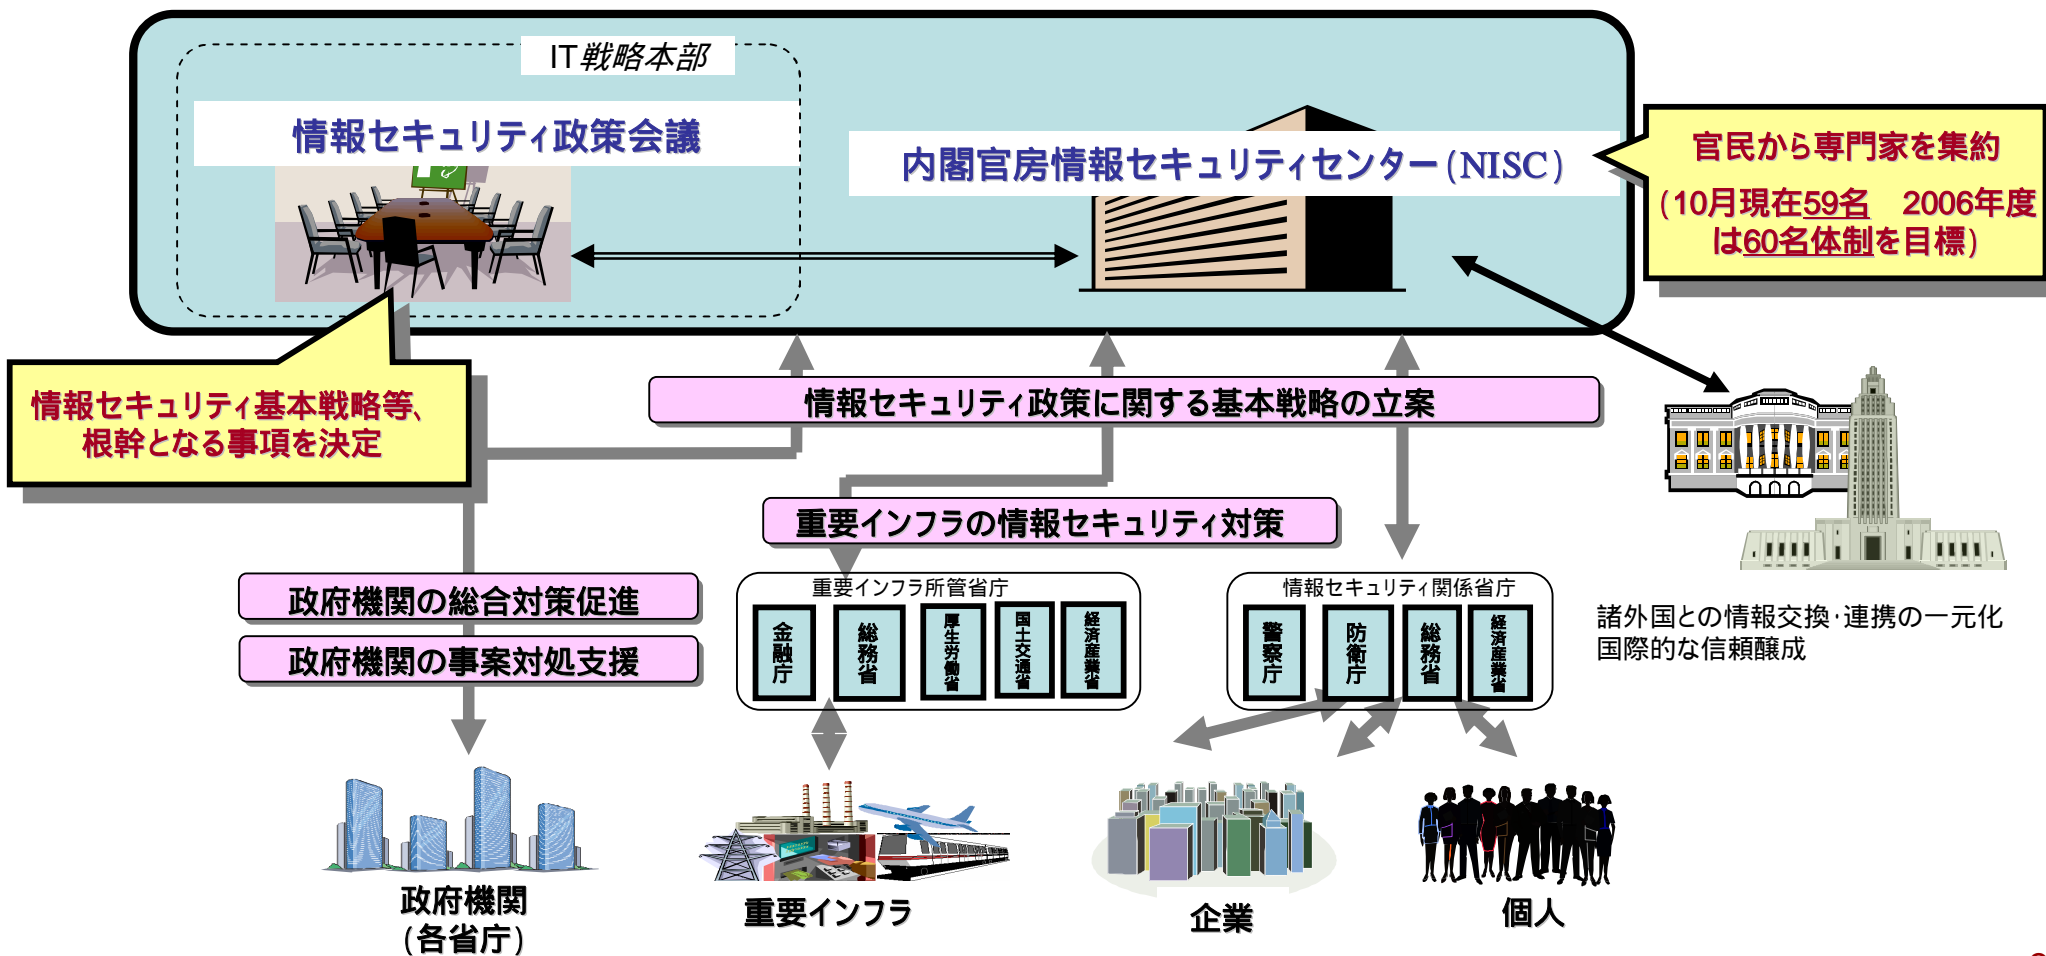 IT戦略本部
情報セキュリティ政策会議
内閣官房情報セキュリティセンター(NISC)
官民から専門家を集約
(10月現在59名　2006年度
は60名体制を目標)
情報セキュリティ基本戦略等、
根幹となる事項を決定
情報セキュリティ政策に関する基本戦略の立案
重要インフラの情報セキュリティ対策
政府機関の総合対策促進
政府機関の事案対処支援
重要インフラ所管省庁
金融庁
総務省
厚生労働省
国土交通省
経済産業省
情報セキュリティ関係省庁
警察庁
防衛庁
総務省
経済産業省
諸外国との情報交換・連携の一元化
国際的な信頼醸成
政府機関
(各省庁)
重要インフラ
企業
個人